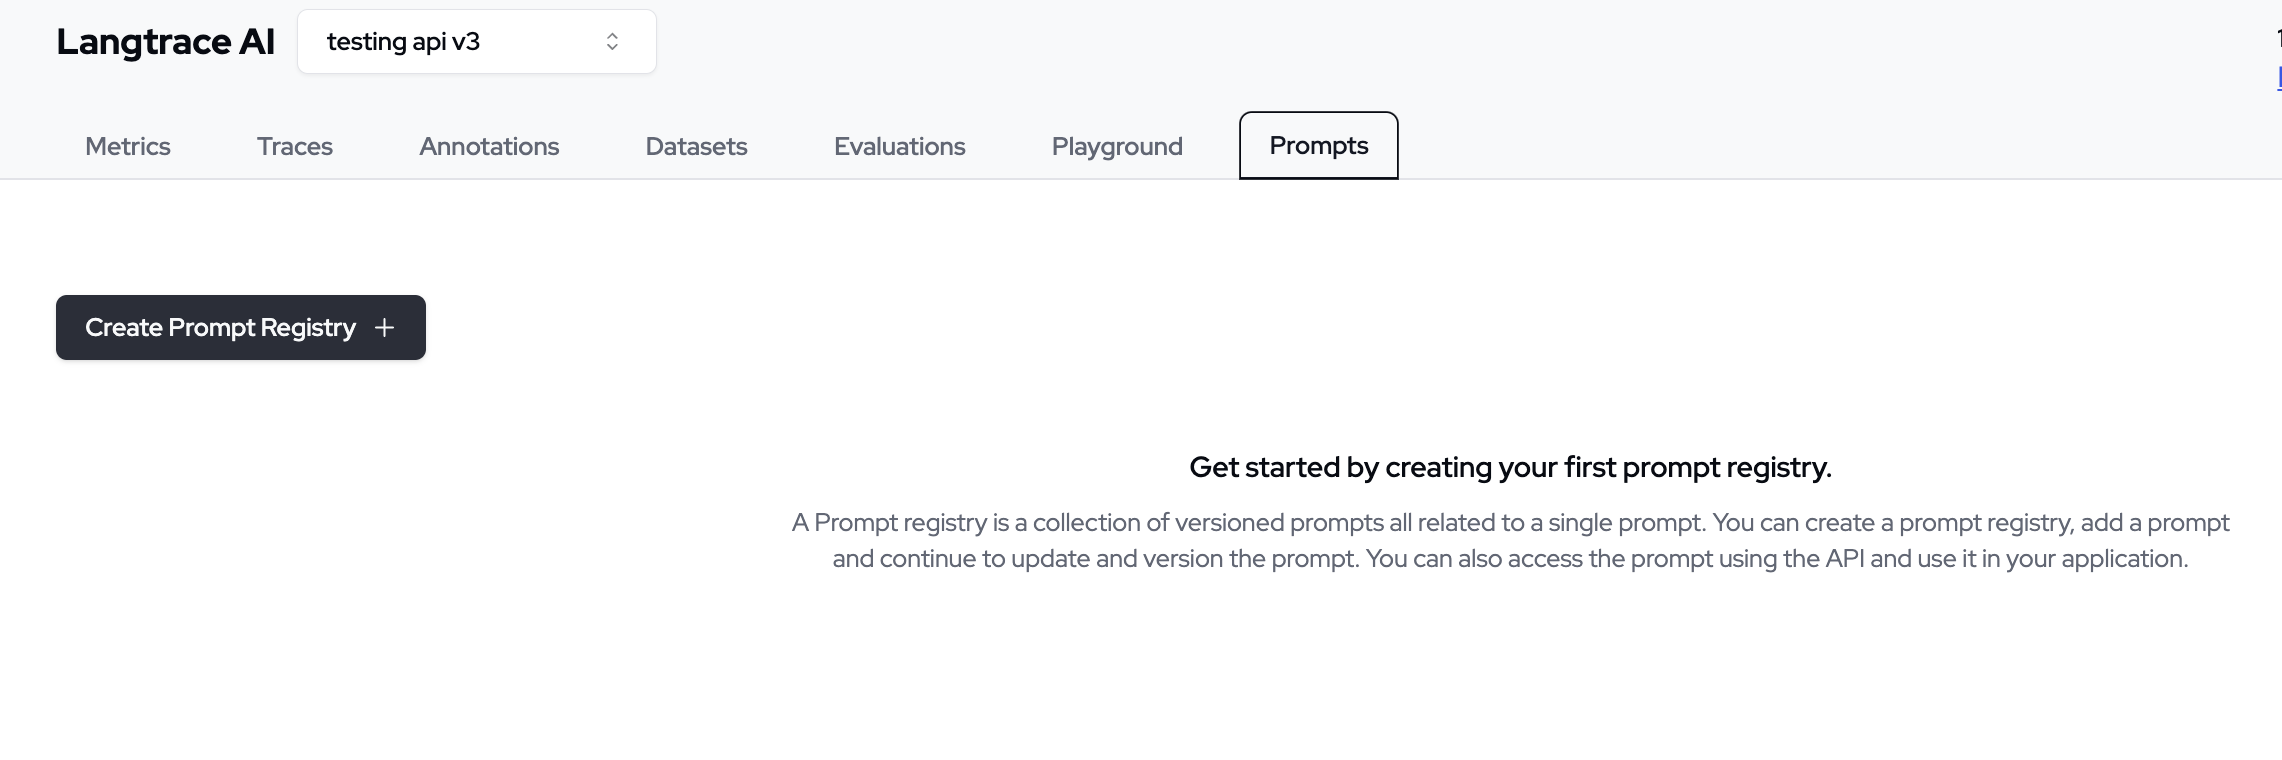 Langtrace AI
testing api v3
Metrics
Traces
Annotations
Datasets
Evaluations
Playground
Prompts
Create Prompt Registry
Get started by creating your first prompt registry.
A Prompt registry is a collection of versioned prompts all related to a single prompt. You can create a prompt registry, add a prompt
and continue to update and version the prompt. You can also access the prompt using the API and use it in your application.